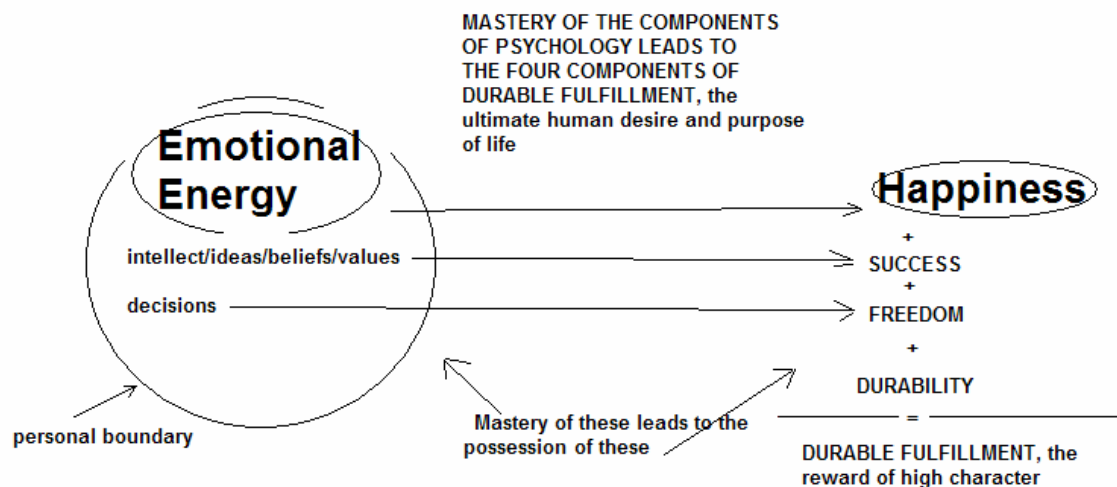 MASTERY OF THE COMPONENTS
OF PSYCHOLOGY LEADS TO
THE FOUR COMPONENTS OF
DURABLE FULFILLMENT, the
ultimate human desire and purpose
of life
Emotional
Energy
intellect/ideas/beliefs/values
decisions
personal boundary
Mastery of these leads to the
possession of these
Happiness
+
SUCCESS
+
FREEDOM
+
DURABILITY
=
DURABLE FULFILLMENT, the
reward of high character